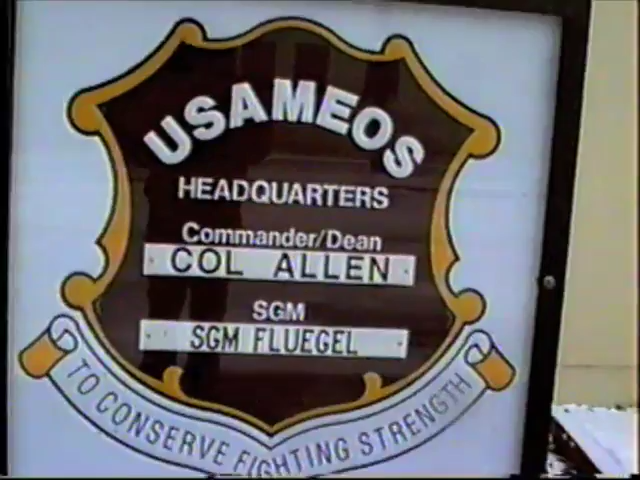 USAMEOS
HEADQUARTERS
Commander/Dean
COL ALLEN
SGM
SGM FLUEGEL
TO CONSERVE FIGHTING STRENGTH